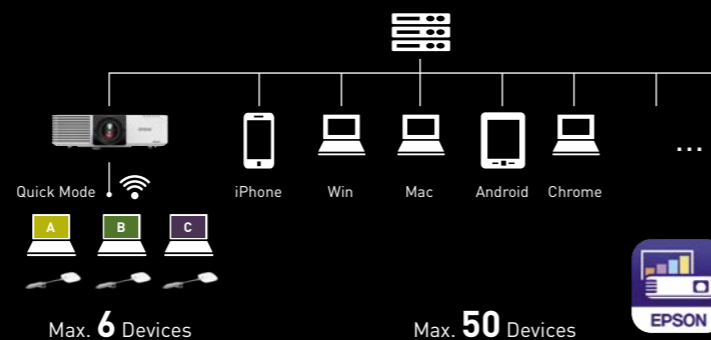 Quick Mode
iPhone
Win
Mac
Android
Chrome
...
A
B
C
Max. 6 Devices
Max. 50 Devices
EPSON